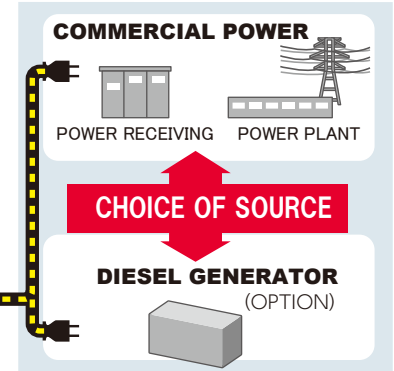 COMMERCIAL POWER
POWER RECEIVING
POWER PLANT
CHOICE OF SOURCE
DIESEL GENERATOR
(OPTION)